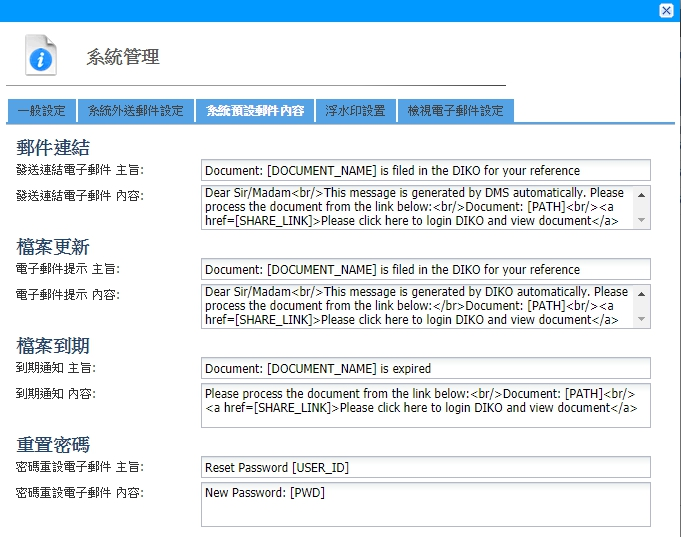 系統管理
一般設定 系統外送郵件設定 系統預設郵件內容 浮水印設置 檢視電子郵件設定
郵件連結
發送連結電子郵件 主旨: Document: [DOCUMENT_NAME] is filed in the DIKO for your reference
發送連結電子郵件 內容: Dear Sir/Madam<br/>This message is generated by DMS automatically. Please
process the document from the link below:<br/>Document: [PATH]<br/><a
href=[SHARE_LINK]>Please click here to login DIKO and view document</a>
檔案更新
電子郵件提示 主旨: Document: [DOCUMENT_NAME] is filed in the DIKO for your reference
電子郵件提示 內容: Dear Sir/Madam<br/>This message is generated by DIKO automatically. Please
process the document from the link below:</br>Document: [PATH]<br/><a
href=[SHARE_LINK]>Please click here to login DIKO and view document</a>
檔案到期
到期通知 主旨: Document: [DOCUMENT_NAME] is expired
到期通知 內容: Please process the document from the link below:<br/>Document: [PATH]<br/>
<a href=[SHARE_LINK]>Please click here to login DIKO and view document</a>
重置密碼
密碼重設電子郵件 主旨: Reset Password [USER_ID]
密碼重設電子郵件 內容: New Password: [PWD]